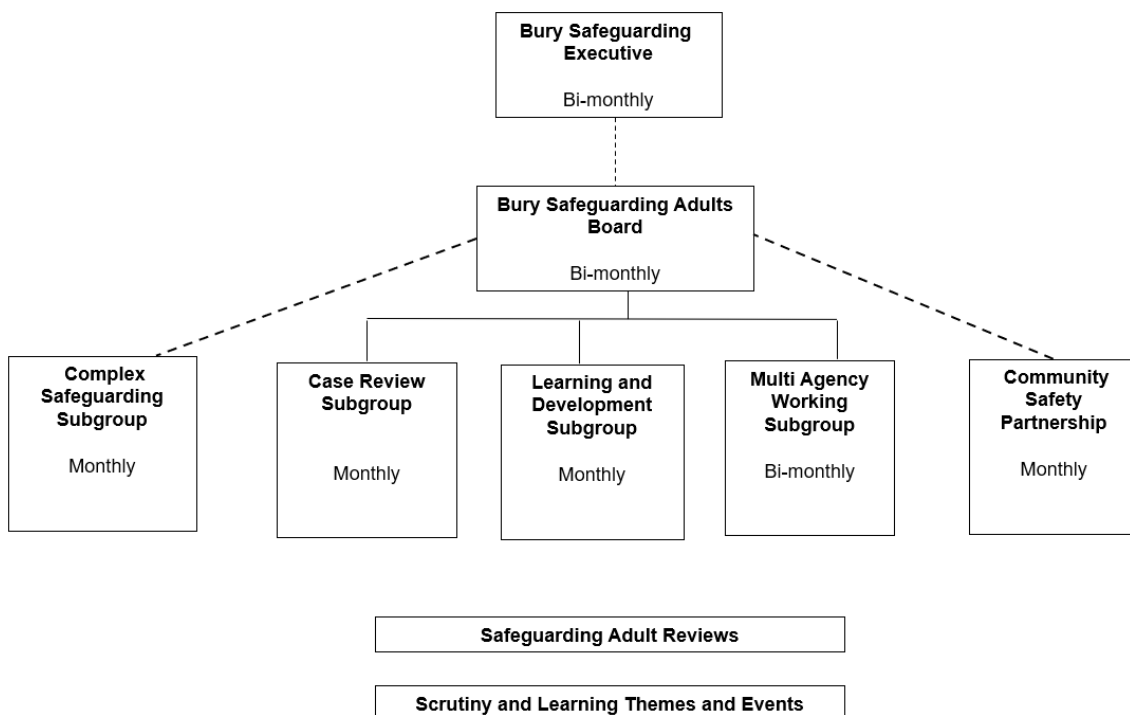 Bury Safeguarding
Executive
Bi-monthly
Bury Safeguarding Adults
Board
Bi-monthly
Complex
Safeguarding
Subgroup
Monthly
Case Review
Subgroup
Monthly
Learning and
Development
Subgroup
Monthly
Multi Agency
Working
Subgroup
Bi-monthly
Community
Safety
Partnership
Monthly
Safeguarding Adult Reviews
Scrutiny and Learning Themes and Events